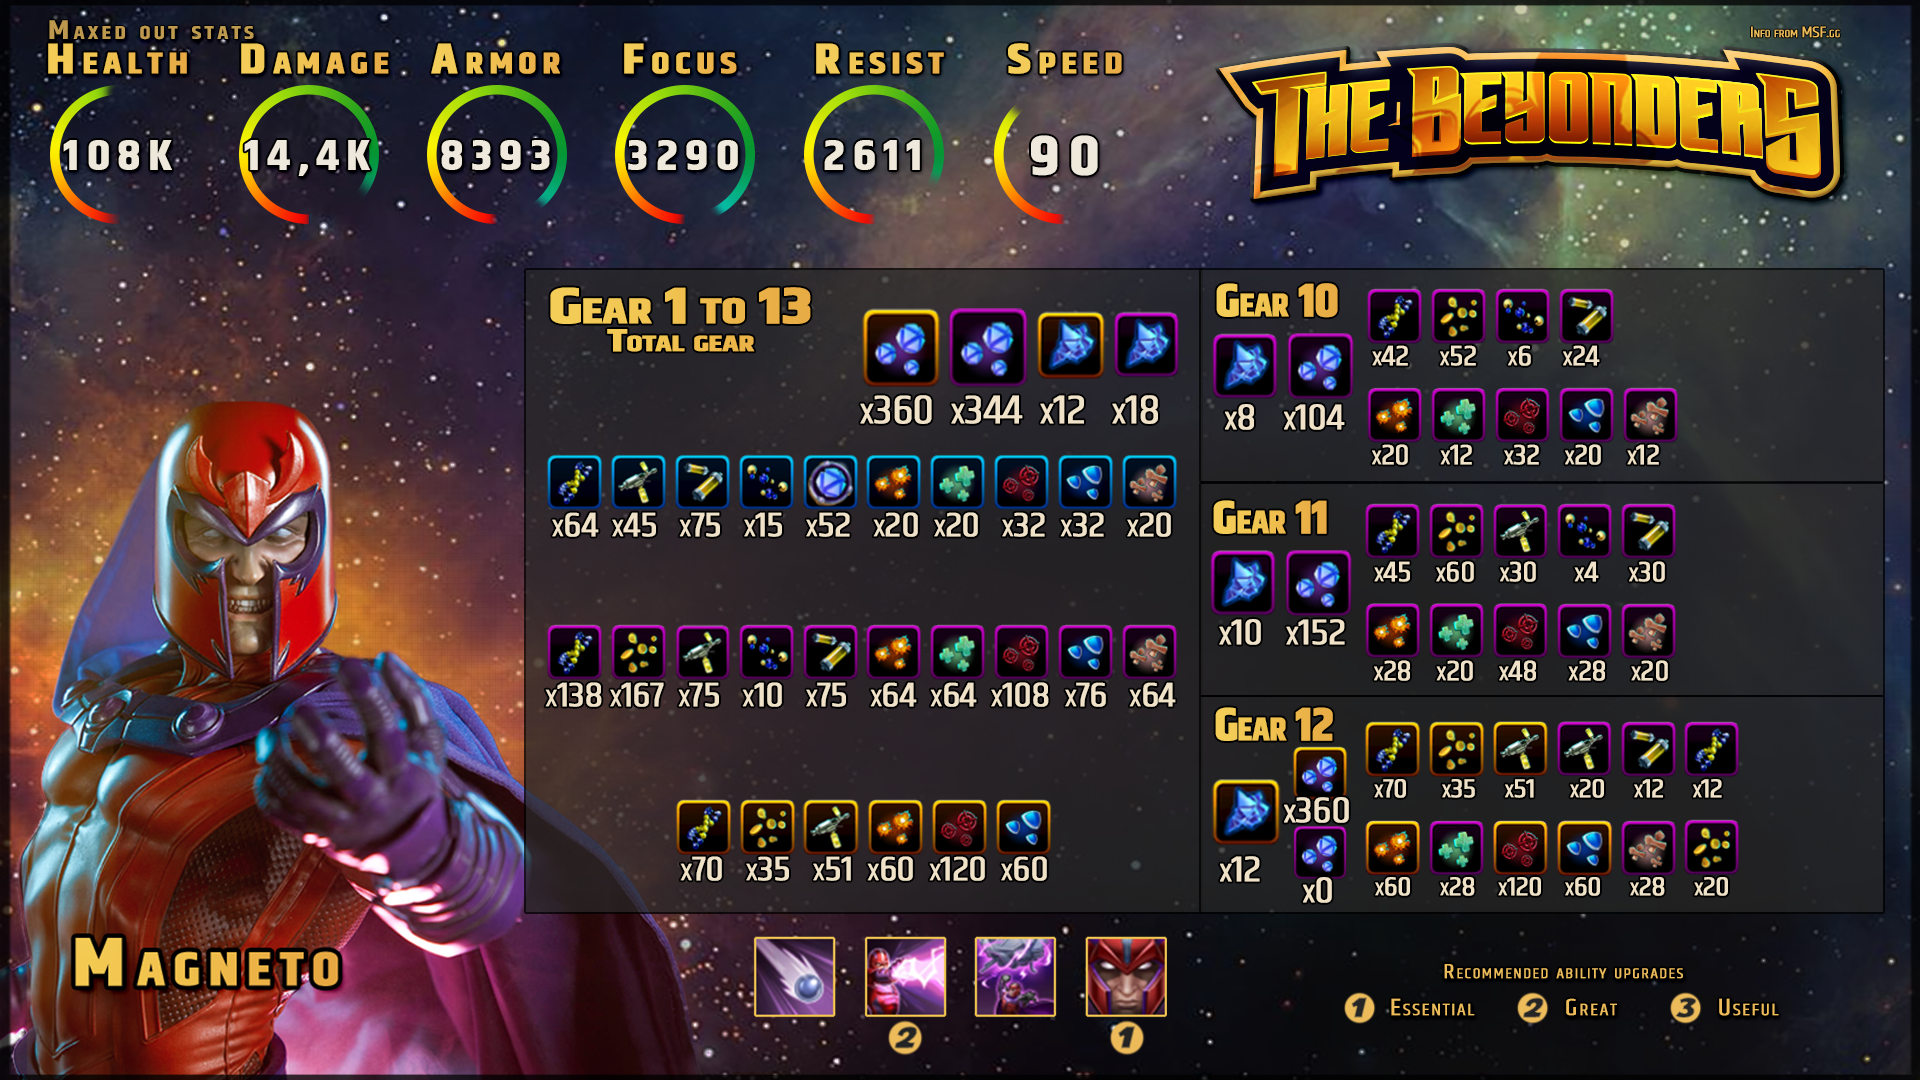 Maxed out stats
Health Damage Armor Focus Resist Speed
108K 14,4K 8393 3290 2611 90
Info from MSF.gg
The Beyonders
Gear 1 to 13
Total gear
x360 x344 x12 x18
x64 x45 x75 x15 x52 x20 x20 x32 x32 x20
x138 x167 x75 x10 x75 x64 x64 x108 x76 x64
x70 x35 x51 x60 x120 x60
Gear 10
x8 x104
x42 x52 x6 x24
x20 x12 x32 x20 x12
Gear 11
x10 x152
x45 x60 x30 x4 x30
x28 x20 x48 x28 x20
Gear 12
x360
x12
x0
x70 x35 x51 x20 x12 x12
x60 x28 x120 x60 x28 x20
Magneto
2 1
Recommended ability upgrades
1 Essential 2 Great 3 Useful